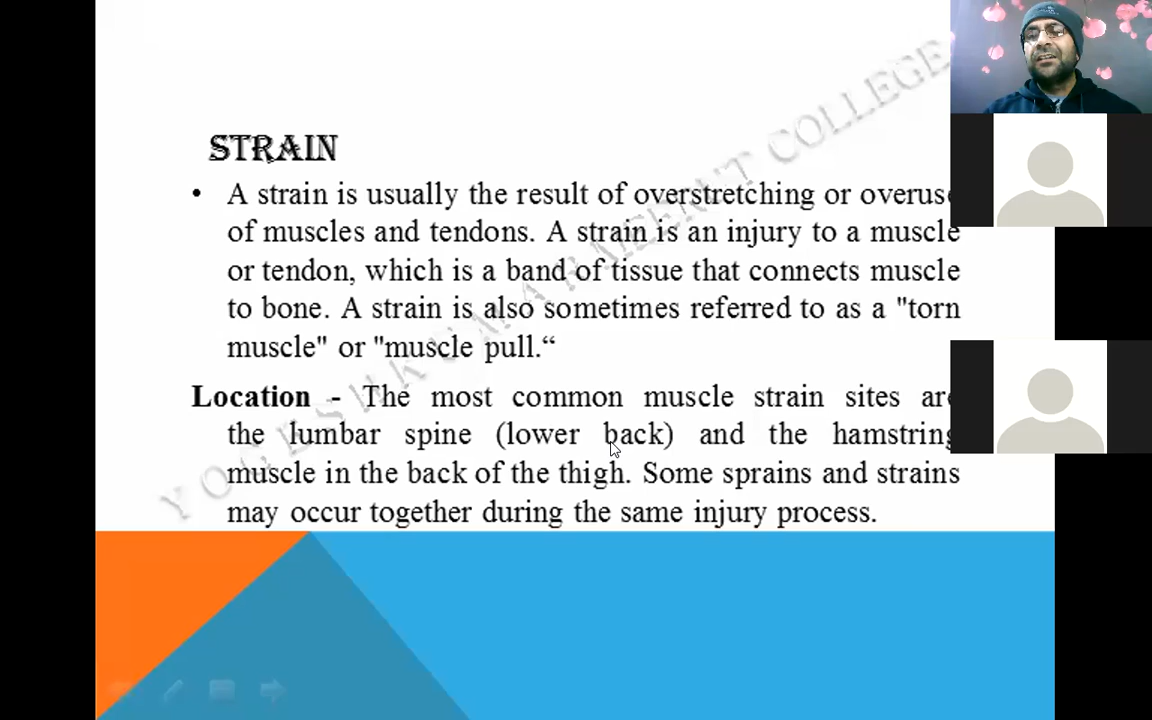 STRAIN
• A strain is usually the result of overstretching or overuse
of muscles and tendons. A strain is an injury to a muscle
or tendon, which is a band of tissue that connects muscle
to bone. A strain is also sometimes referred to as a "torn
muscle" or "muscle pull.“
Location - The most common muscle strain sites are
the lumbar spine (lower back) and the hamstring
muscle in the back of the thigh. Some sprains and strains
may occur together during the same injury process.